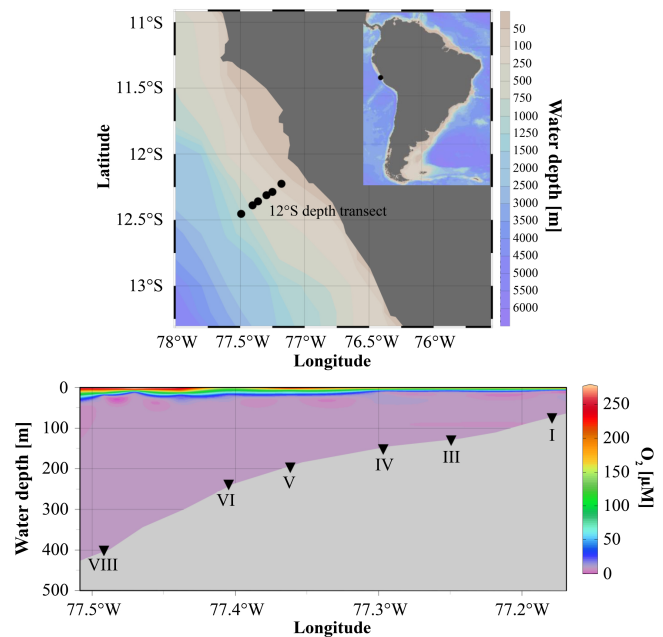 11°S
11.5°S
12°S
12.5°S
13°S
Latitude
12°S depth transect
78°W
77.5°W
77°W
76.5°W
76°W
Longitude
50
100
250
500
750
1000
1250
1500
2000
2500
3000
3500
4000
4500
5000
5500
6000
Water depth [m]
0
100
200
300
400
500
Water depth [m]
VIII
VI
V
IV
III
I
77.5°W
77.4°W
77.3°W
77.2°W
Longitude
250
200
150
100
50
0
O2 [µM]